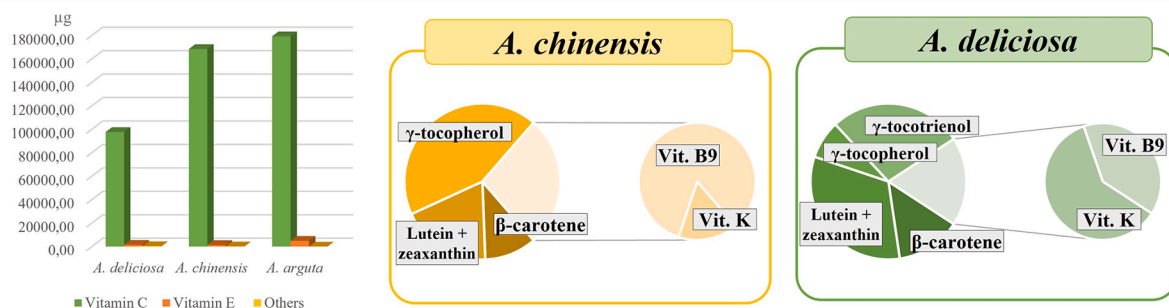 µg
180000,00
160000,00
140000,00
120000,00
100000,00
80000,00
60000,00
40000,00
20000,00
0,00
A. deliciosa
A. chinensis
A. arguta
Vitamin C
Vitamin E
Others
A. chinensis
γ-tocopherol
Lutein +
zeaxanthin
β-carotene
Vit. B9
Vit. K
A. deliciosa
γ-tocotrienol
γ-tocopherol
Lutein +
zeaxanthin
β-carotene
Vit. B9
Vit. K